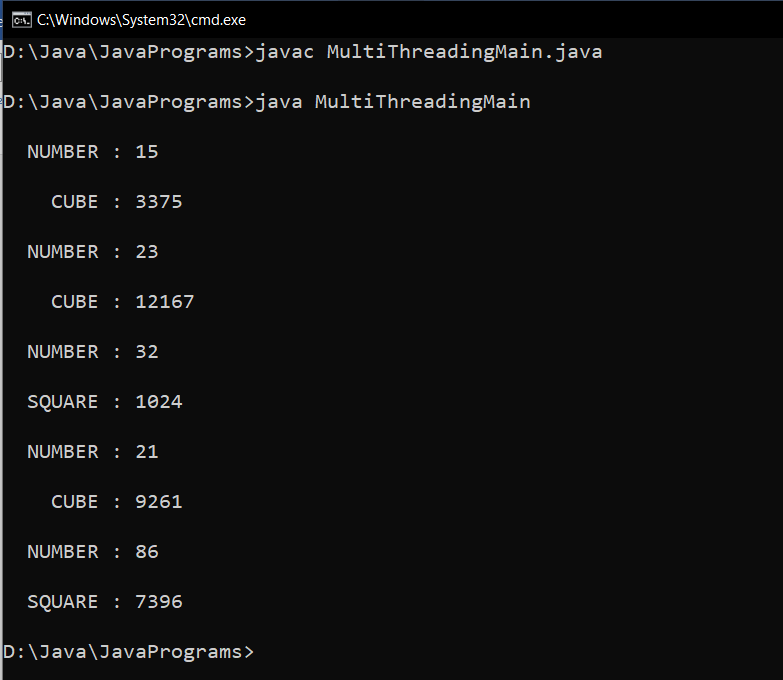 C:\Windows\System32\cmd.exe
D:\Java\JavaPrograms>javac MultiThreadingMain.java
D:\Java\JavaPrograms>java MultiThreadingMain
NUMBER : 15
CUBE : 3375
NUMBER : 23
CUBE : 12167
NUMBER : 32
SQUARE : 1024
NUMBER : 21
CUBE : 9261
NUMBER : 86
SQUARE : 7396
D:\Java\JavaPrograms>